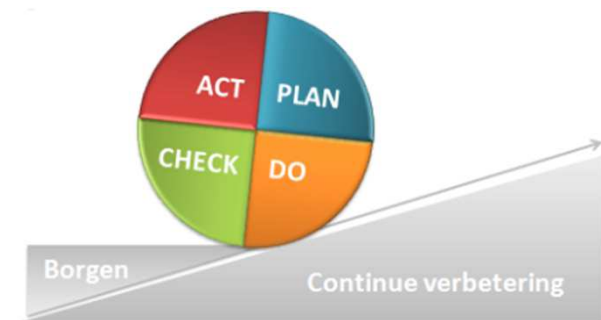 ACT
PLAN
CHECK
DO
Borgen
Continue verbetering